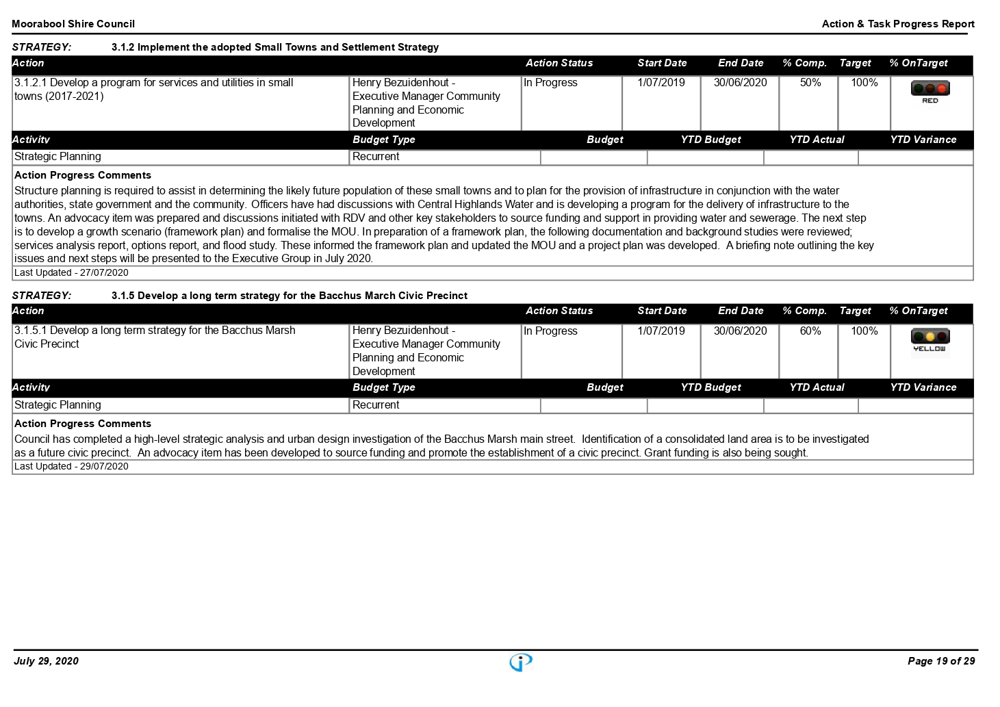 Moorabool Shire Council Action & Task Progress Report
STRATEGY: 3.1.2 Implement the adopted Small Towns and Settlement Strategy
Action Action Status Start Date End Date % Comp. Target % OnTarget
3.1.2.1 Develop a program for services and utilities in small Henry Bezuidenhout - In Progress 1/07/2019 30/06/2020 50% 100%
towns (2017-2021) Executive Manager Community RED
Planning and Economic
Development
Activity Budget Type Budget YTD Budget YTD Actual YTD Variance
Strategic Planning Recurrent
Action Progress Comments
Structure planning is required to assist in determining the likely future population of these small towns and to plan for the provision of infrastructure in conjunction with the water
authorities, state government and the community. Officers have had discussions with Central Highlands Water and is developing a program for the delivery of infrastructure to the
towns. An advocacy item was prepared and discussions initiated with RDV and other key stakeholders to source funding and support in providing water and sewerage. The next step
is to develop a growth scenario (framework plan) and formalise the MOU. In preparation of a framework plan, the following documentation and background studies were reviewed;
services analysis report, options report, and flood study. These informed the framework plan and updated the MOU and a project plan was developed. A briefing note outlining the key
issues and next steps will be presented to the Executive Group in July 2020.
Last Updated - 27/07/2020
STRATEGY: 3.1.5 Develop a long term strategy for the Bacchus March Civic Precinct
Action Action Status Start Date End Date % Comp. Target % OnTarget
3.1.5.1 Develop a long term strategy for the Bacchus Marsh Henry Bezuidenhout - In Progress 1/07/2019 30/06/2020 60% 100%
Civic Precinct Executive Manager Community YELLOW
Planning and Economic
Development
Activity Budget Type Budget YTD Budget YTD Actual YTD Variance
Strategic Planning Recurrent
Action Progress Comments
Council has completed a high-level strategic analysis and urban design investigation of the Bacchus Marsh main street. Identification of a consolidated land area is to be investigated
as a future civic precinct. An advocacy item has been developed to source funding and promote the establishment of a civic precinct. Grant funding is also being sought.
Last Updated - 29/07/2020
July 29, 2020 Page 19 of 29